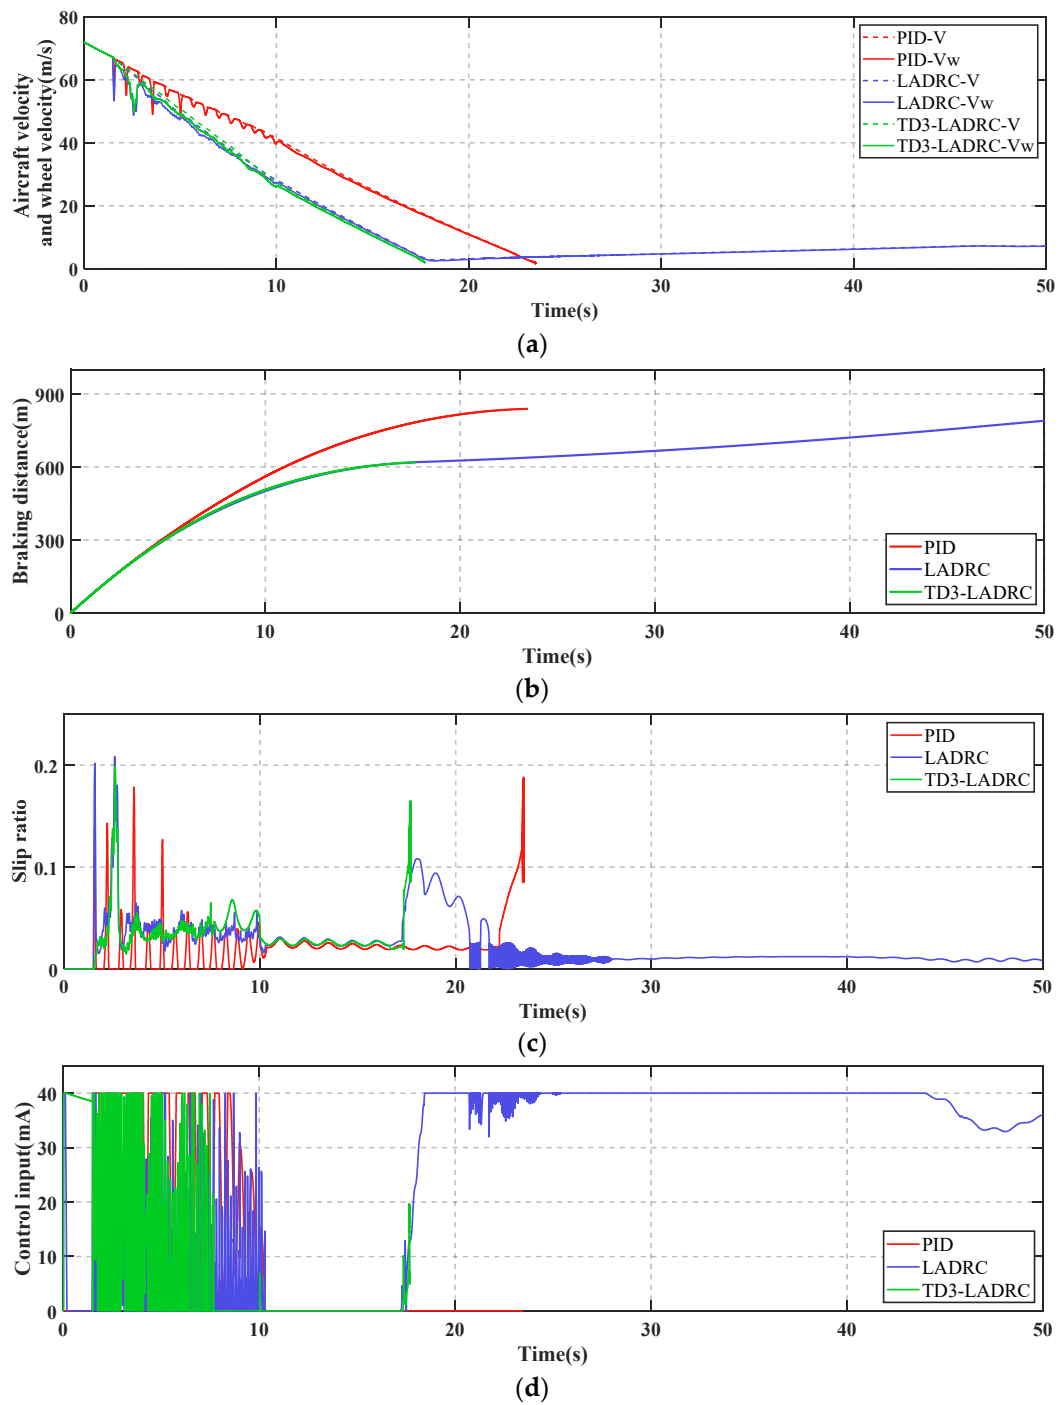 80
60
40
20
0
Aircraft velocity
and wheel velocity(m/s)
PID-V
PID-Vw
LADRC-V
LADRC-Vw
TD3-LADRC-V
TD3-LADRC-Vw
0 10 20 30 40 50
Time(s)
(a)
900
600
300
0
Braking distance(m)
PID
LADRC
TD3-LADRC
0 10 20 30 40 50
Time(s)
(b)
0.2
0.1
0
Slip ratio
PID
LADRC
TD3-LADRC
0 10 20 30 40 50
Time(s)
(c)
40
30
20
10
0
Control input(mA)
PID
LADRC
TD3-LADRC
0 10 20 30 40 50
Time(s)
(d)